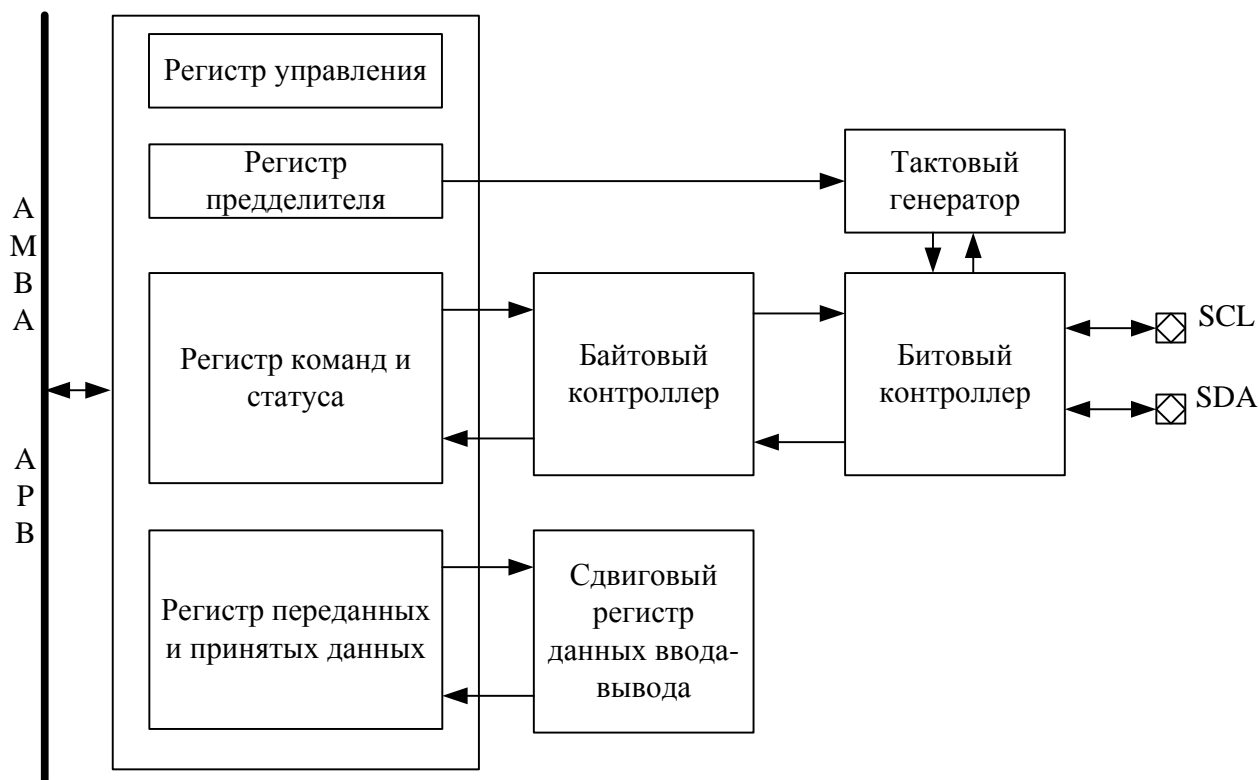 Регистр управления
Регистр
предделителя
Тактовый
генератор
А
М
В
А
А
Р
В
Регистр команд и
статуса
Байтовый
контроллер
Битовый
контроллер
SCL
SDA
Регистр переданных
и принятых данных
Сдвиговый
регистр
данных ввода-
вывода